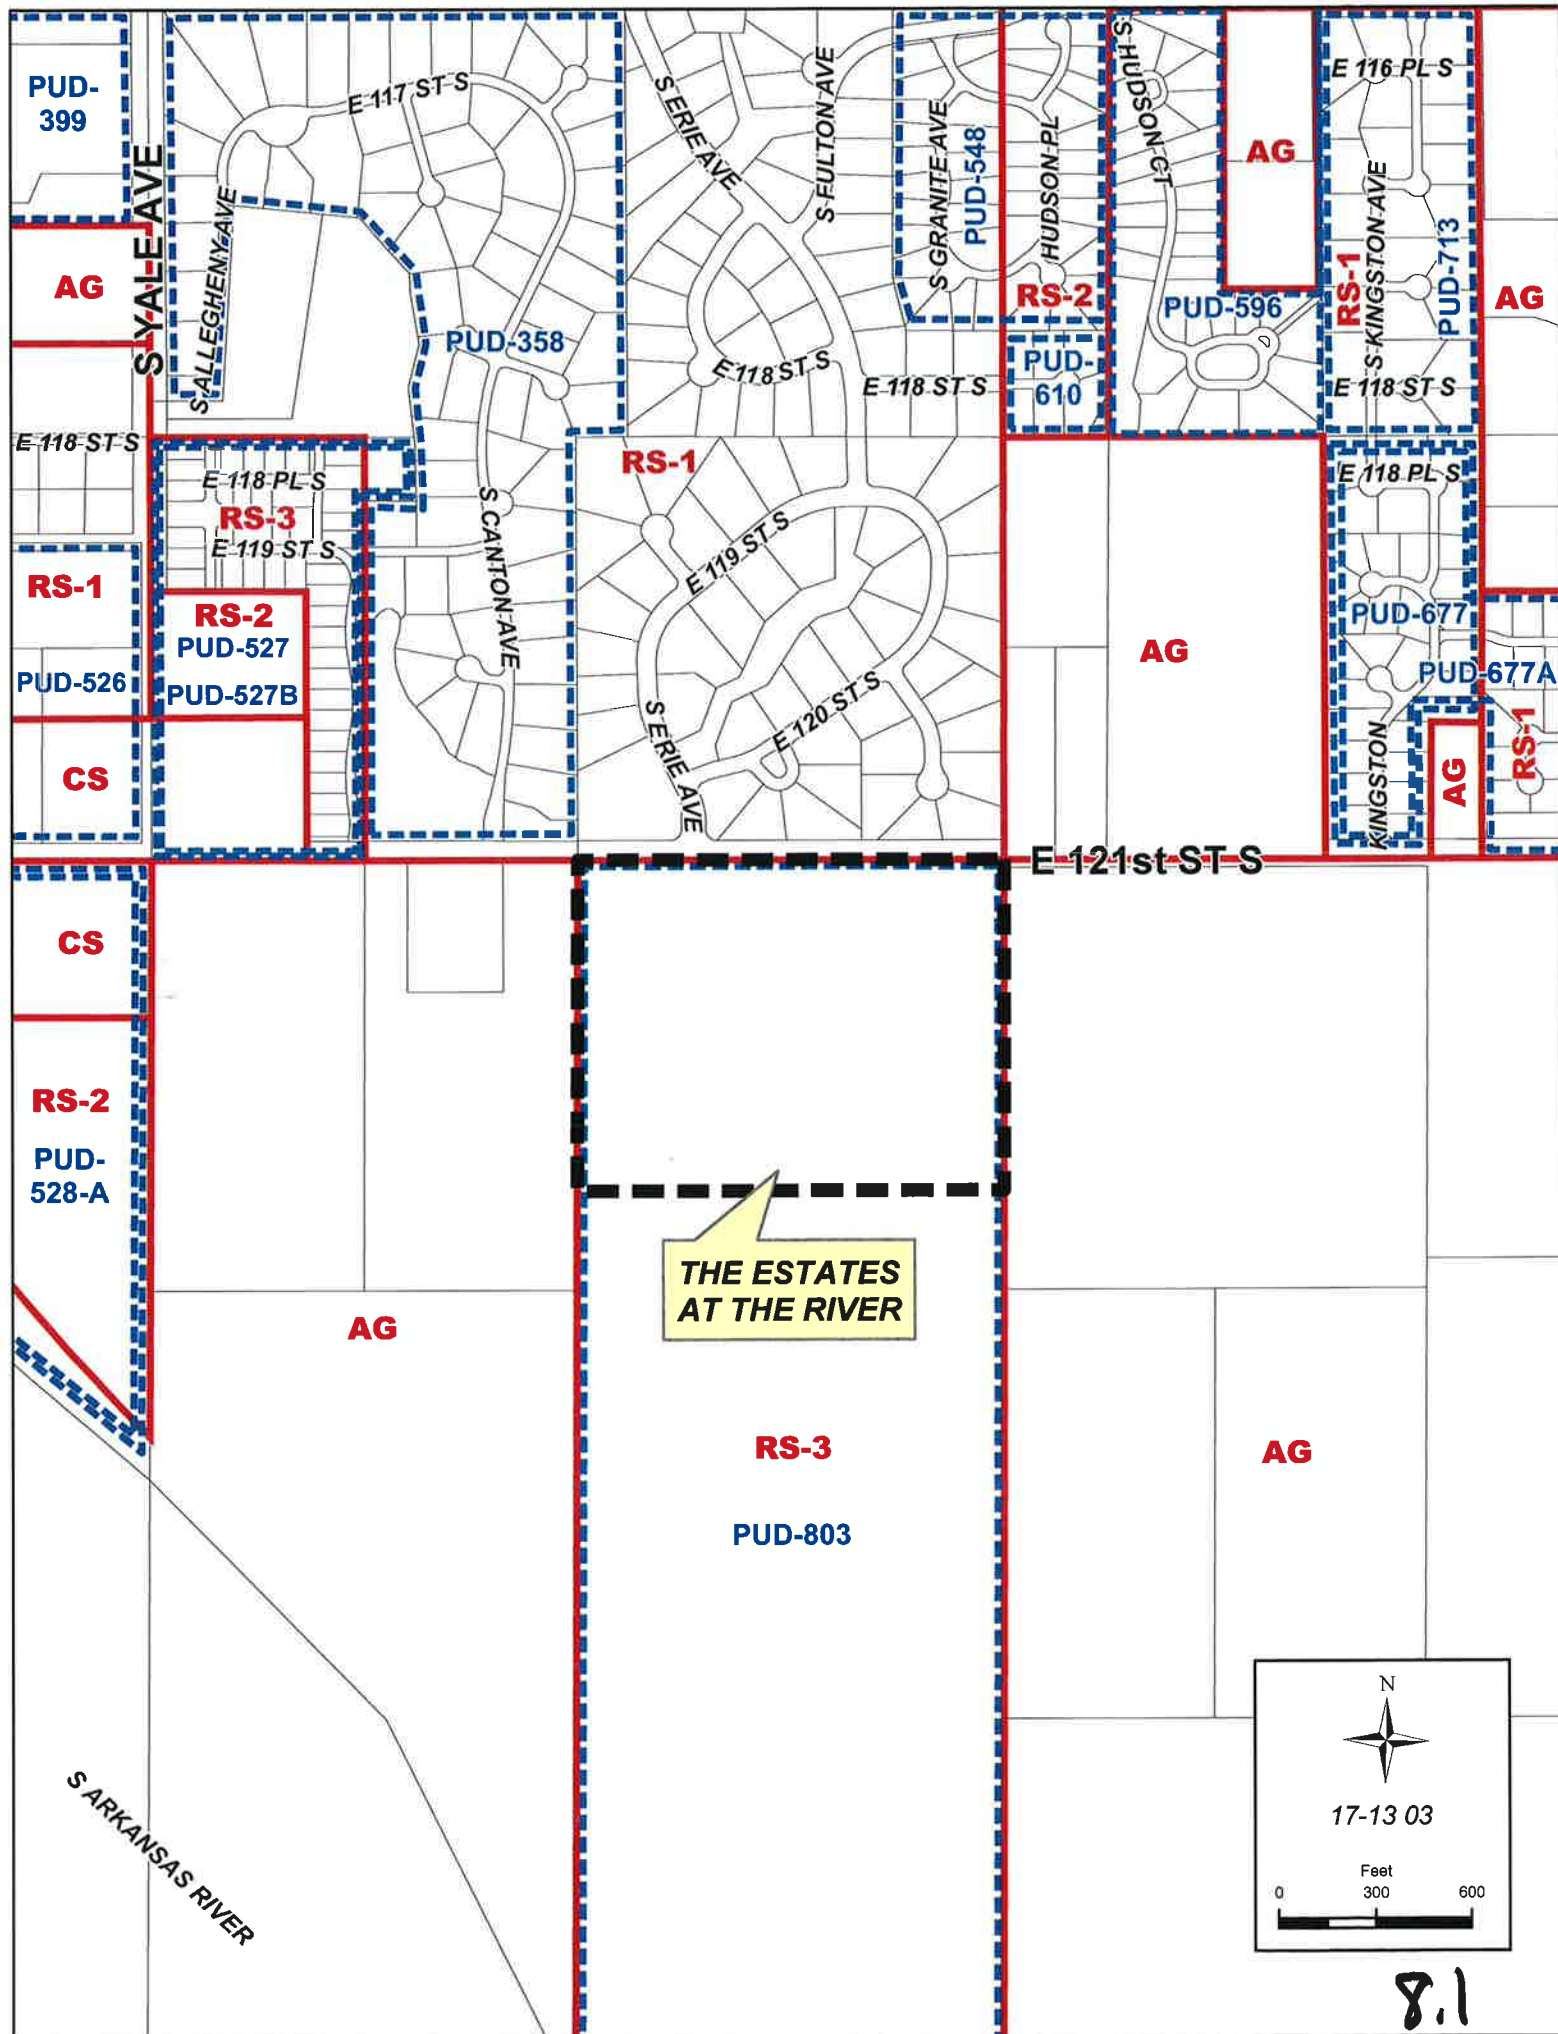 PUD-
399
S YALE AVE
AG
E 118 ST S
RS-1
PUD-526
CS
E 117 ST S
S ALLEGHENY AVE
PUD-358
E 118 PL S
RS-3
E 119 ST S
RS-2
PUD-527
PUD-527B
S CANTON AVE
S ERIE AVE
S FULTON AVE
E 118 ST S
E 118 ST S
RS-1
E 119 ST S
E 120 ST S
S ERIE AVE
S GRANITE AVE
PUD-548
HUDSON PL
RS-2
PUD-
610
S HUDSON CT
AG
PUD-596
E 116 PL S
RS-1
S KINGSTON AVE
PUD-713
AG
E 118 ST S
E 118 PL S
AG
PUD-677
PUD-677A
KINGSTON
AG
RS-1
E 121st ST S
CS
RS-2
PUD-
528-A
THE ESTATES
AT THE RIVER
AG
RS-3
AG
PUD-803
S ARKANSAS RIVER
N
17-13 03
Feet
0 300 600
8.1